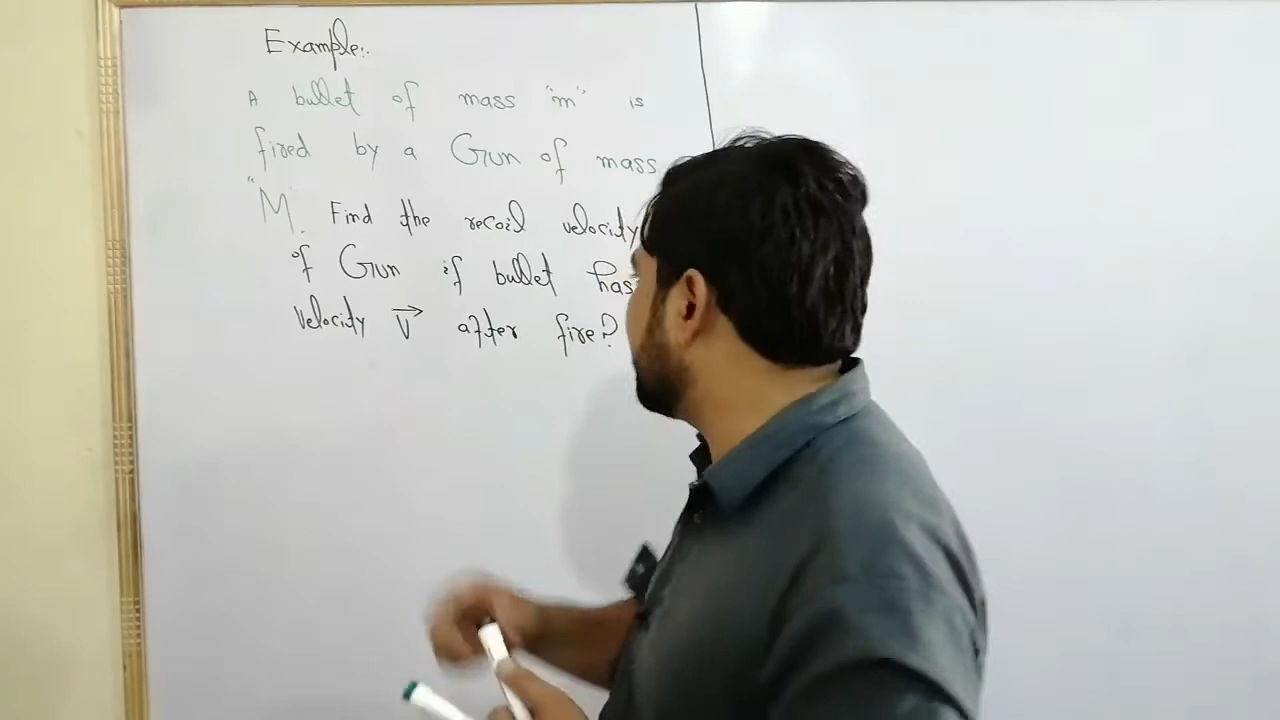 Example:.
A bullet of mass "m" is
fired by a Gun of mass
"M". Find the recoil velocity
of Gun if bullet has
velocity v⃗ after fire?